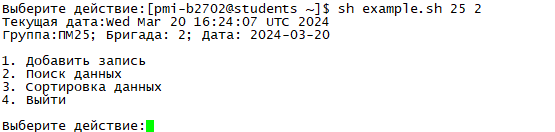 Выберите действие:[pmi-b2702@students ~]$ sh example.sh 25 2
Текущая дата:Wed Mar 20 16:24:07 UTC 2024
Группа:ПМ25; Бригада: 2; Дата: 2024-03-20
1. Добавить запись
2. Поиск данных
3. Сортировка данных
4. Выйти
Выберите действие: